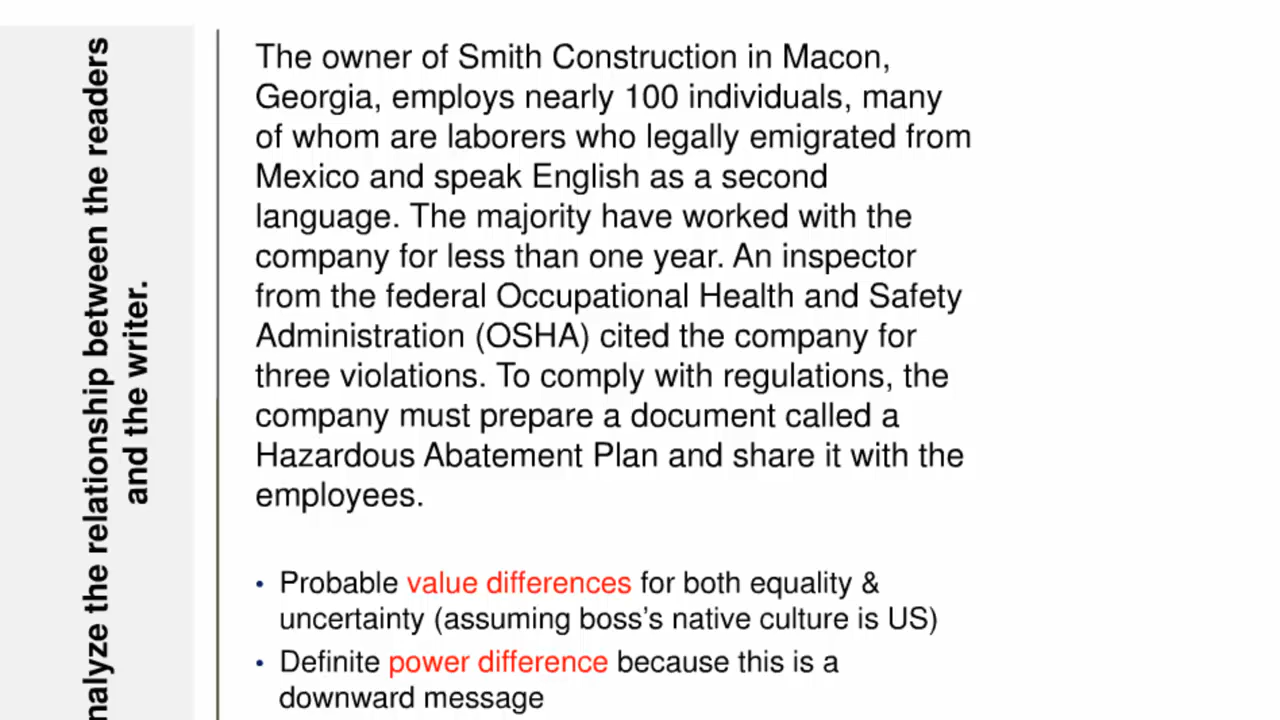 nalyze the relationship between the readers
and the writer.
The owner of Smith Construction in Macon,
Georgia, employs nearly 100 individuals, many
of whom are laborers who legally emigrated from
Mexico and speak English as a second
language. The majority have worked with the
company for less than one year. An inspector
from the federal Occupational Health and Safety
Administration (OSHA) cited the company for
three violations. To comply with regulations, the
company must prepare a document called a
Hazardous Abatement Plan and share it with the
employees.
• Probable value differences for both equality &
uncertainty (assuming boss’s native culture is US)
• Definite power difference because this is a
downward message